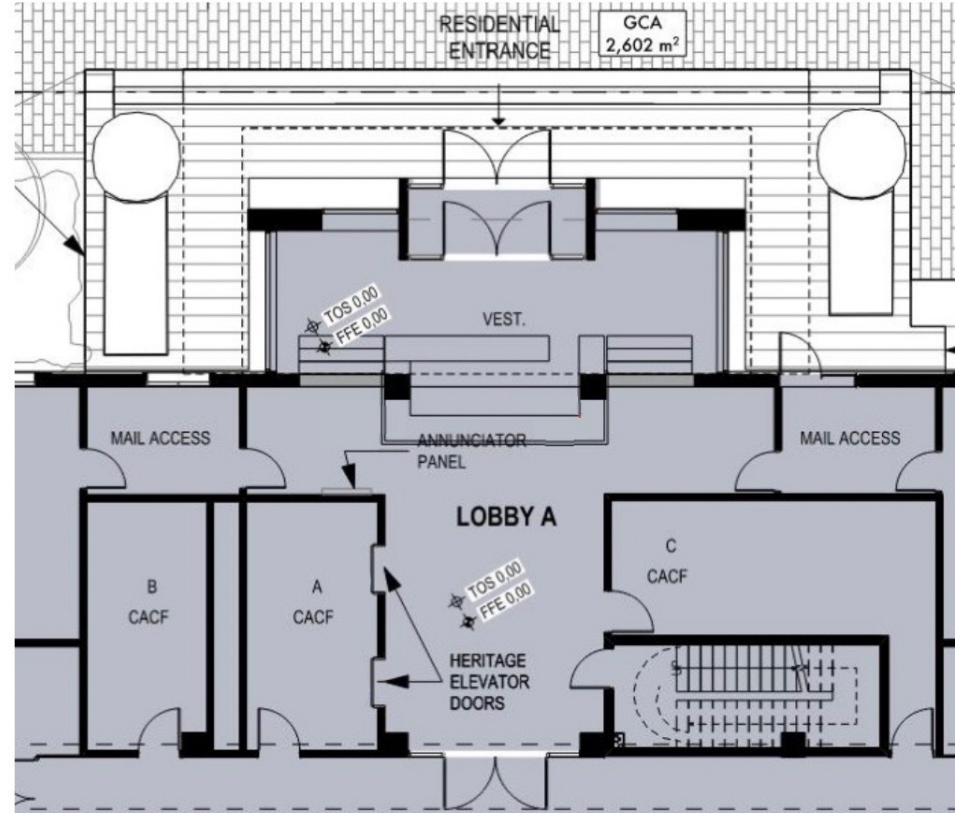 RESIDENTIAL
ENTRANCE
GCA
2,602 m²
TOS 0,00
FFE 0,00
VEST.
MAIL ACCESS
ANNUNCIATOR
PANEL
MAIL ACCESS
LOBBY A
B
CACF
A
CACF
C
CACF
TOS 0,00
FFE 0,00
HERITAGE
ELEVATOR
DOORS